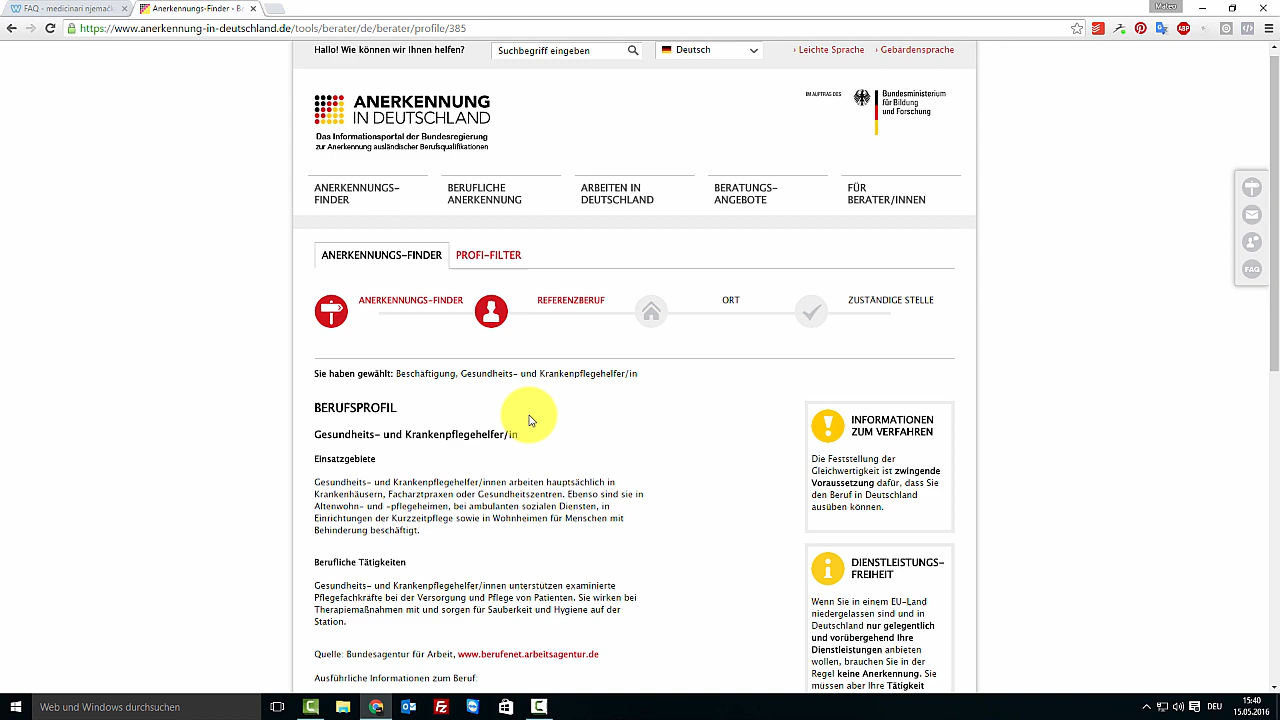 FAQ - medicinari njemač
Anerkennungs-Finder - Be
Meteo
https://www.anerkennung-in-deutschland.de/tools/berater/de/berater/profile/385
ABP
Hallo! Wie können wir Ihnen helfen?
Suchbegriff eingeben
Deutsch
› Leichte Sprache
› Gebärdensprache
ANERKENNUNG
IN DEUTSCHLAND
Das Informationsportal der Bundesregierung
zur Anerkennung ausländischer Berufsqualifikationen
IM AUFTRAG DES
Bundesministerium
für Bildung
und Forschung
ANERKENNUNGS-
FINDER
BERUFLICHE
ANERKENNUNG
ARBEITEN IN
DEUTSCHLAND
BERATUNGS-
ANGEBOTE
FÜR
BERATER/INNEN
FAQ
ANERKENNUNGS-FINDER
PROFI-FILTER
ANERKENNUNGS-FINDER
REFERENZBERUF
ORT
ZUSTÄNDIGE STELLE
Sie haben gewählt: Beschäftigung, Gesundheits- und Krankenpflegehelfer/in
BERUFSPROFIL
Gesundheits- und Krankenpflegehelfer/in
Einsatzgebiete
Gesundheits- und Krankenpflegehelfer/innen arbeiten hauptsächlich in
Krankenhäusern, Facharztpraxen oder Gesundheitszentren. Ebenso sind sie in
Altenwohn- und -pflegeheimen, bei ambulanten sozialen Diensten, in
Einrichtungen der Kurzzeitpflege sowie in Wohnheimen für Menschen mit
Behinderung beschäftigt.
Berufliche Tätigkeiten
Gesundheits- und Krankenpflegehelfer/innen unterstützen examinierte
Pflegefachkräfte bei der Versorgung und Pflege von Patienten. Sie wirken bei
Therapiemaßnahmen mit und sorgen für Sauberkeit und Hygiene auf der
Station.
Quelle: Bundesagentur für Arbeit, www.berufenet.arbeitsagentur.de
Ausführliche Informationen zum Beruf:
INFORMATIONEN
ZUM VERFAHREN
Die Feststellung der
Gleichwertigkeit ist zwingende
Voraussetzung dafür, dass Sie
den Beruf in Deutschland
ausüben können.
DIENSTLEISTUNGS-
FREIHEIT
Wenn Sie in einem EU-Land
niedergelassen sind und in
Deutschland nur gelegentlich
und vorübergehend Ihre
Dienstleistungen anbieten
wollen, brauchen Sie in der
Regel keine Anerkennung. Sie
müssen aber Ihre Tätigkeit
Web und Windows durchsuchen
DEU
15:40
15.05.2016